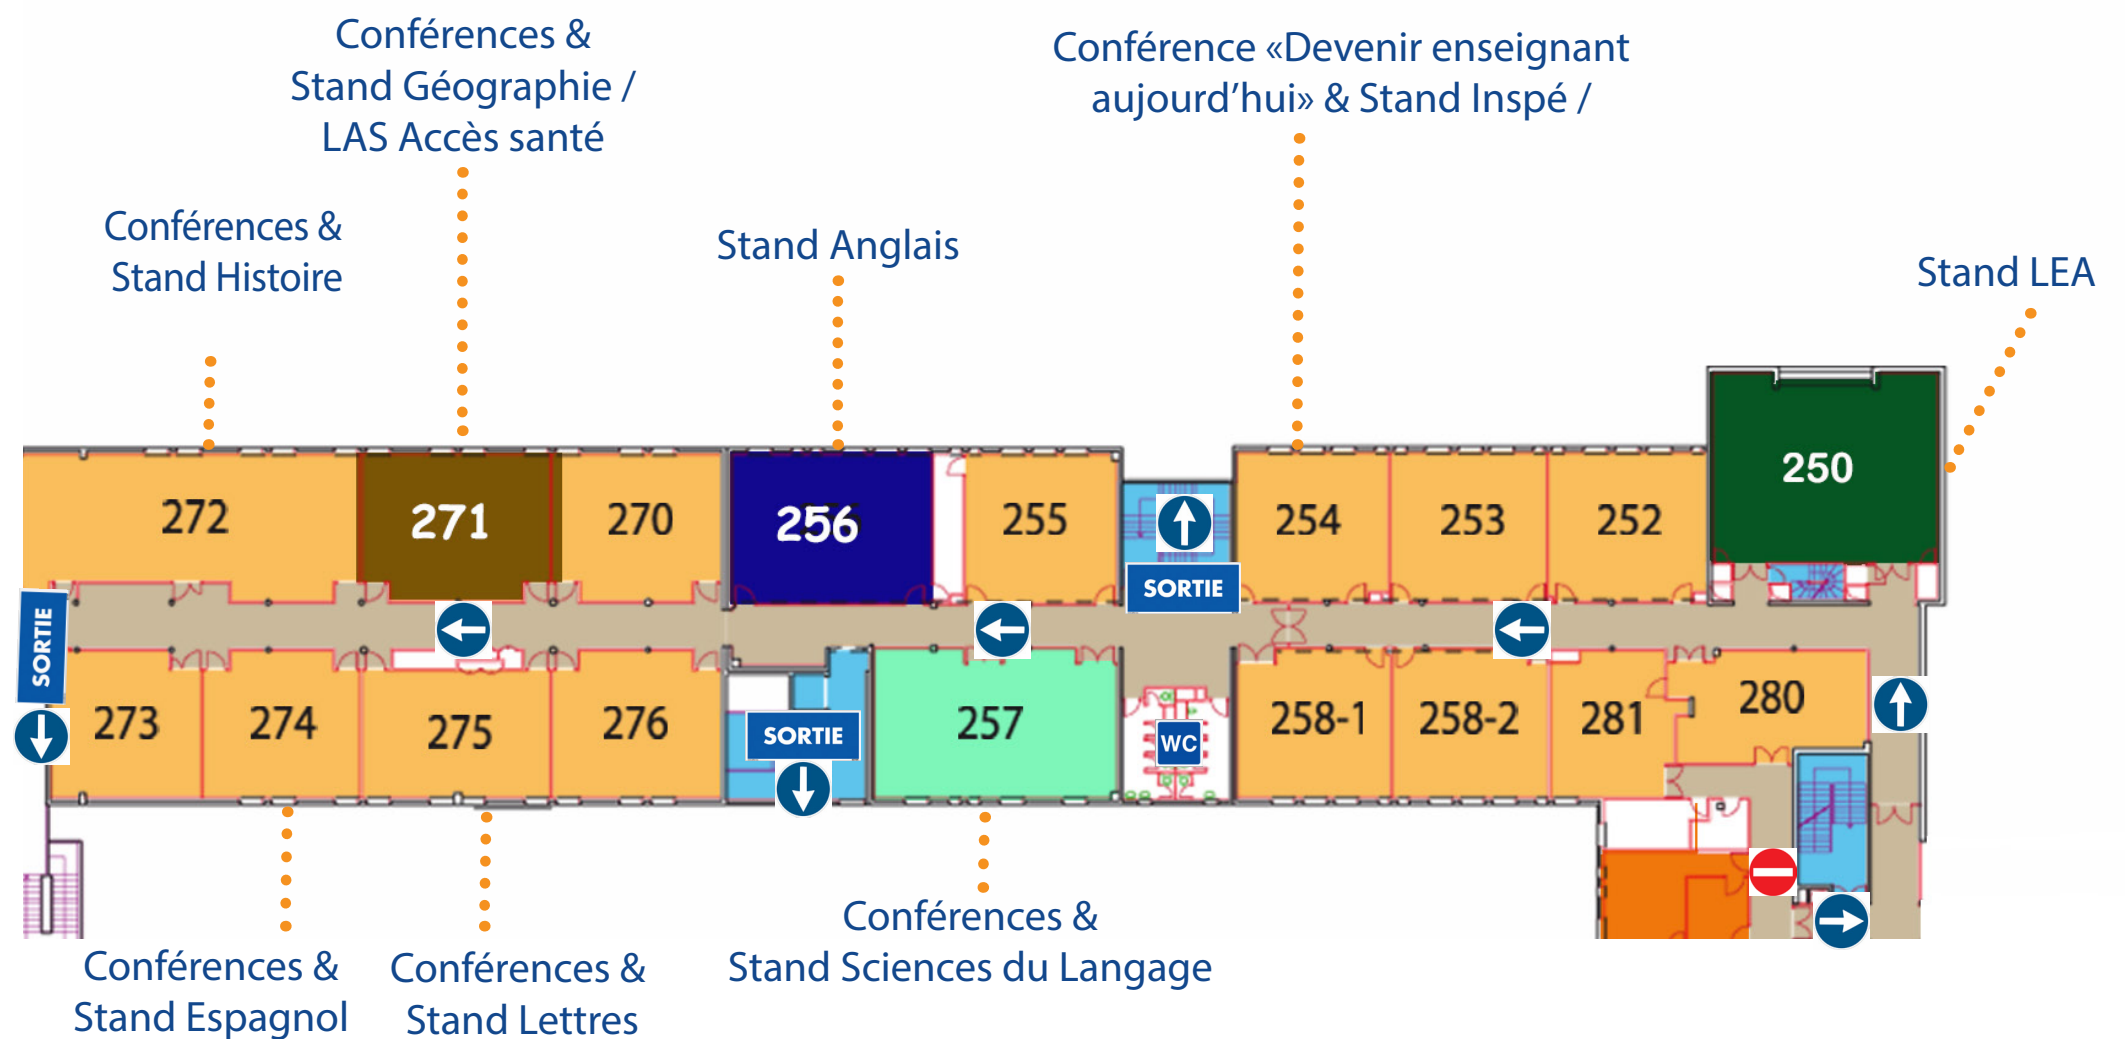 Conférences &
Stand Géographie /
LAS Accès santé
Conférence «Devenir enseignant
aujourd’hui» & Stand Inspé /
Conférences &
Stand Histoire
Stand Anglais
Stand LEA
272
271
270
256
255
SORTIE
254
253
252
250
SORTIE
273
274
275
276
SORTIE
257
WC
258-1
258-2
281
280
Conférences &
Stand Espagnol
Conférences &
Stand Lettres
Conférences &
Stand Sciences du Langage